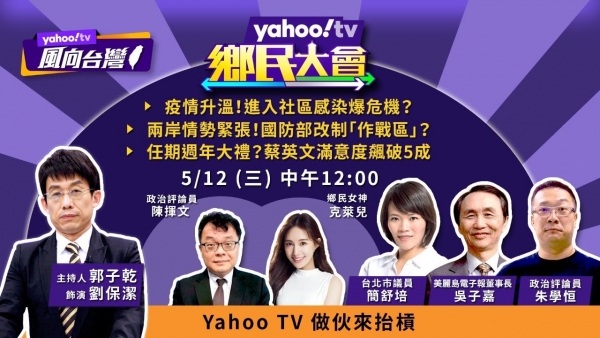 yahoo!tv
風向台灣
yahoo!tv
鄉民大會
疫情升溫!進入社區感染爆危機?
兩岸情勢緊張!國防部改制「作戰區」?
任期週年大禮?蔡英文滿意度飆破5成
5/12 (三) 中午12:00
主持人 郭子乾
飾演 劉保潔
政治評論員
陳揮文
鄉民女神
克萊兒
台北市議員
簡舒培
美麗島電子報董事長
吳子嘉
政治評論員
朱學恒
Yahoo TV 做伙來抬槓